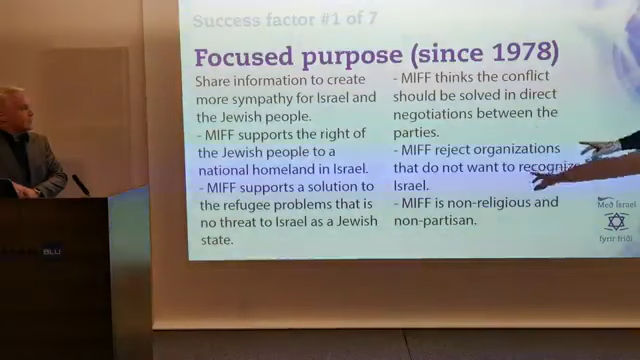 Success factor #1 of 7
Focused purpose (since 1978)
Share information to create
more sympathy for Israel and
the Jewish people.
- MIFF supports the right of
the Jewish people to a
national homeland in Israel.
- MIFF supports a solution to
the refugee problems that is
no threat to Israel as a Jewish
state.
- MIFF thinks the conflict
should be solved in direct
negotiations between the
parties.
- MIFF reject organizations
that do not want to recognize
Israel.
- MIFF is non-religious and
non-partisan.
Með Ísrael
fyrir friði
BLU